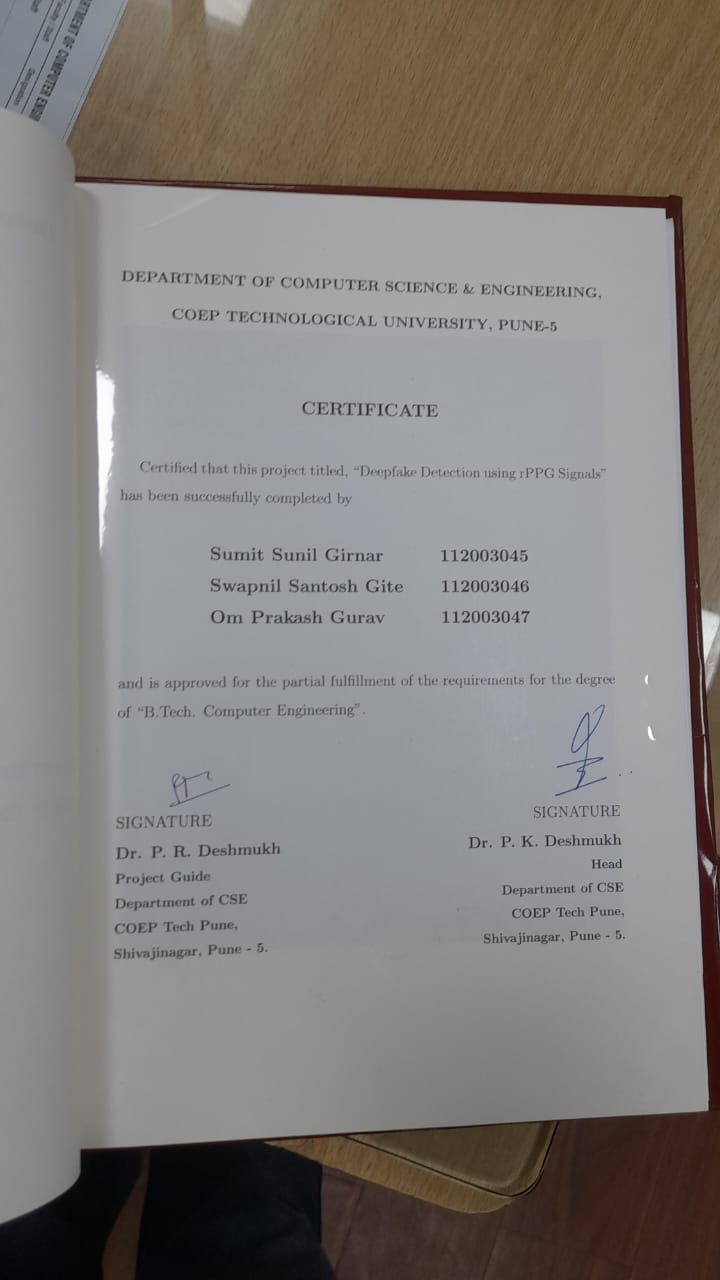 DEPARTMENT OF COMPUTER SCIENCE & ENGINEERING,
COEP TECHNOLOGICAL UNIVERSITY, PUNE-5
CERTIFICATE
Certified that this project titled, “Deepfake Detection using rPPG Signals”
has been successfully completed by
Sumit Sunil Girnar 112003045
Swapnil Santosh Gite 112003046
Om Prakash Gurav 112003047
and is approved for the partial fulfillment of the requirements for the degree
of “B.Tech. Computer Engineering”.
SIGNATURE
Dr. P. R. Deshmukh
Project Guide
Department of CSE
COEP Tech Pune,
Shivajinagar, Pune - 5.
SIGNATURE
Dr. P. K. Deshmukh
Head
Department of CSE
COEP Tech Pune,
Shivajinagar, Pune - 5.
OF COMPUTER
Designation